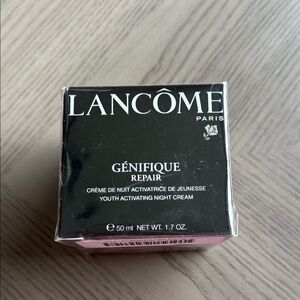 LANCÔME
PARIS
GÉNIFIQUE
REPAIR
CRÈME DE NUIT ACTIVATRICE DE JEUNESSE
YOUTH ACTIVATING NIGHT CREAM
℮ 50 ml NET WT. 1.7 OZ.